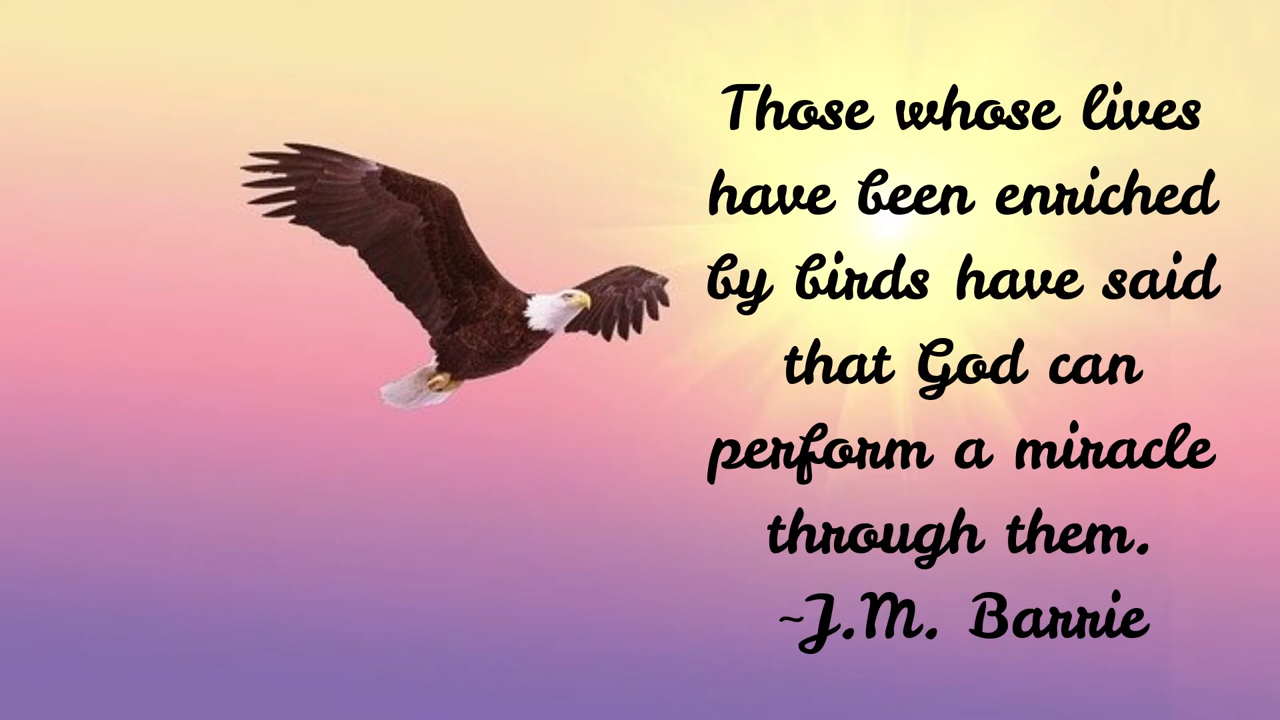 Those whose lives
have been enriched
by birds have said
that God can
perform a miracle
through them.
~J.M. Barrie